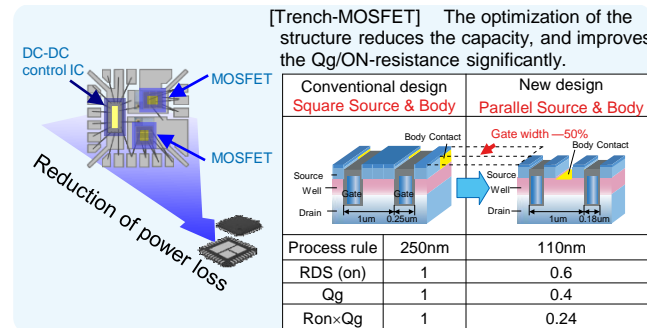 [Trench-MOSFET] The optimization of the
structure reduces the capacity, and improves
the Qg/ON-resistance significantly.
DC-DC
control IC
MOSFET
MOSFET
Reduction of power loss
Conventional design
Square Source & Body
New design
Parallel Source & Body
Gate width —50%
Body Contact
Body Contact
Source
Well
Drain
Gate
Gate
1um
0.25um
Source
Well
Drain
1um
0.18um
Process rule 250nm 110nm
RDS (on) 1 0.6
Qg 1 0.4
Ron×Qg 1 0.24